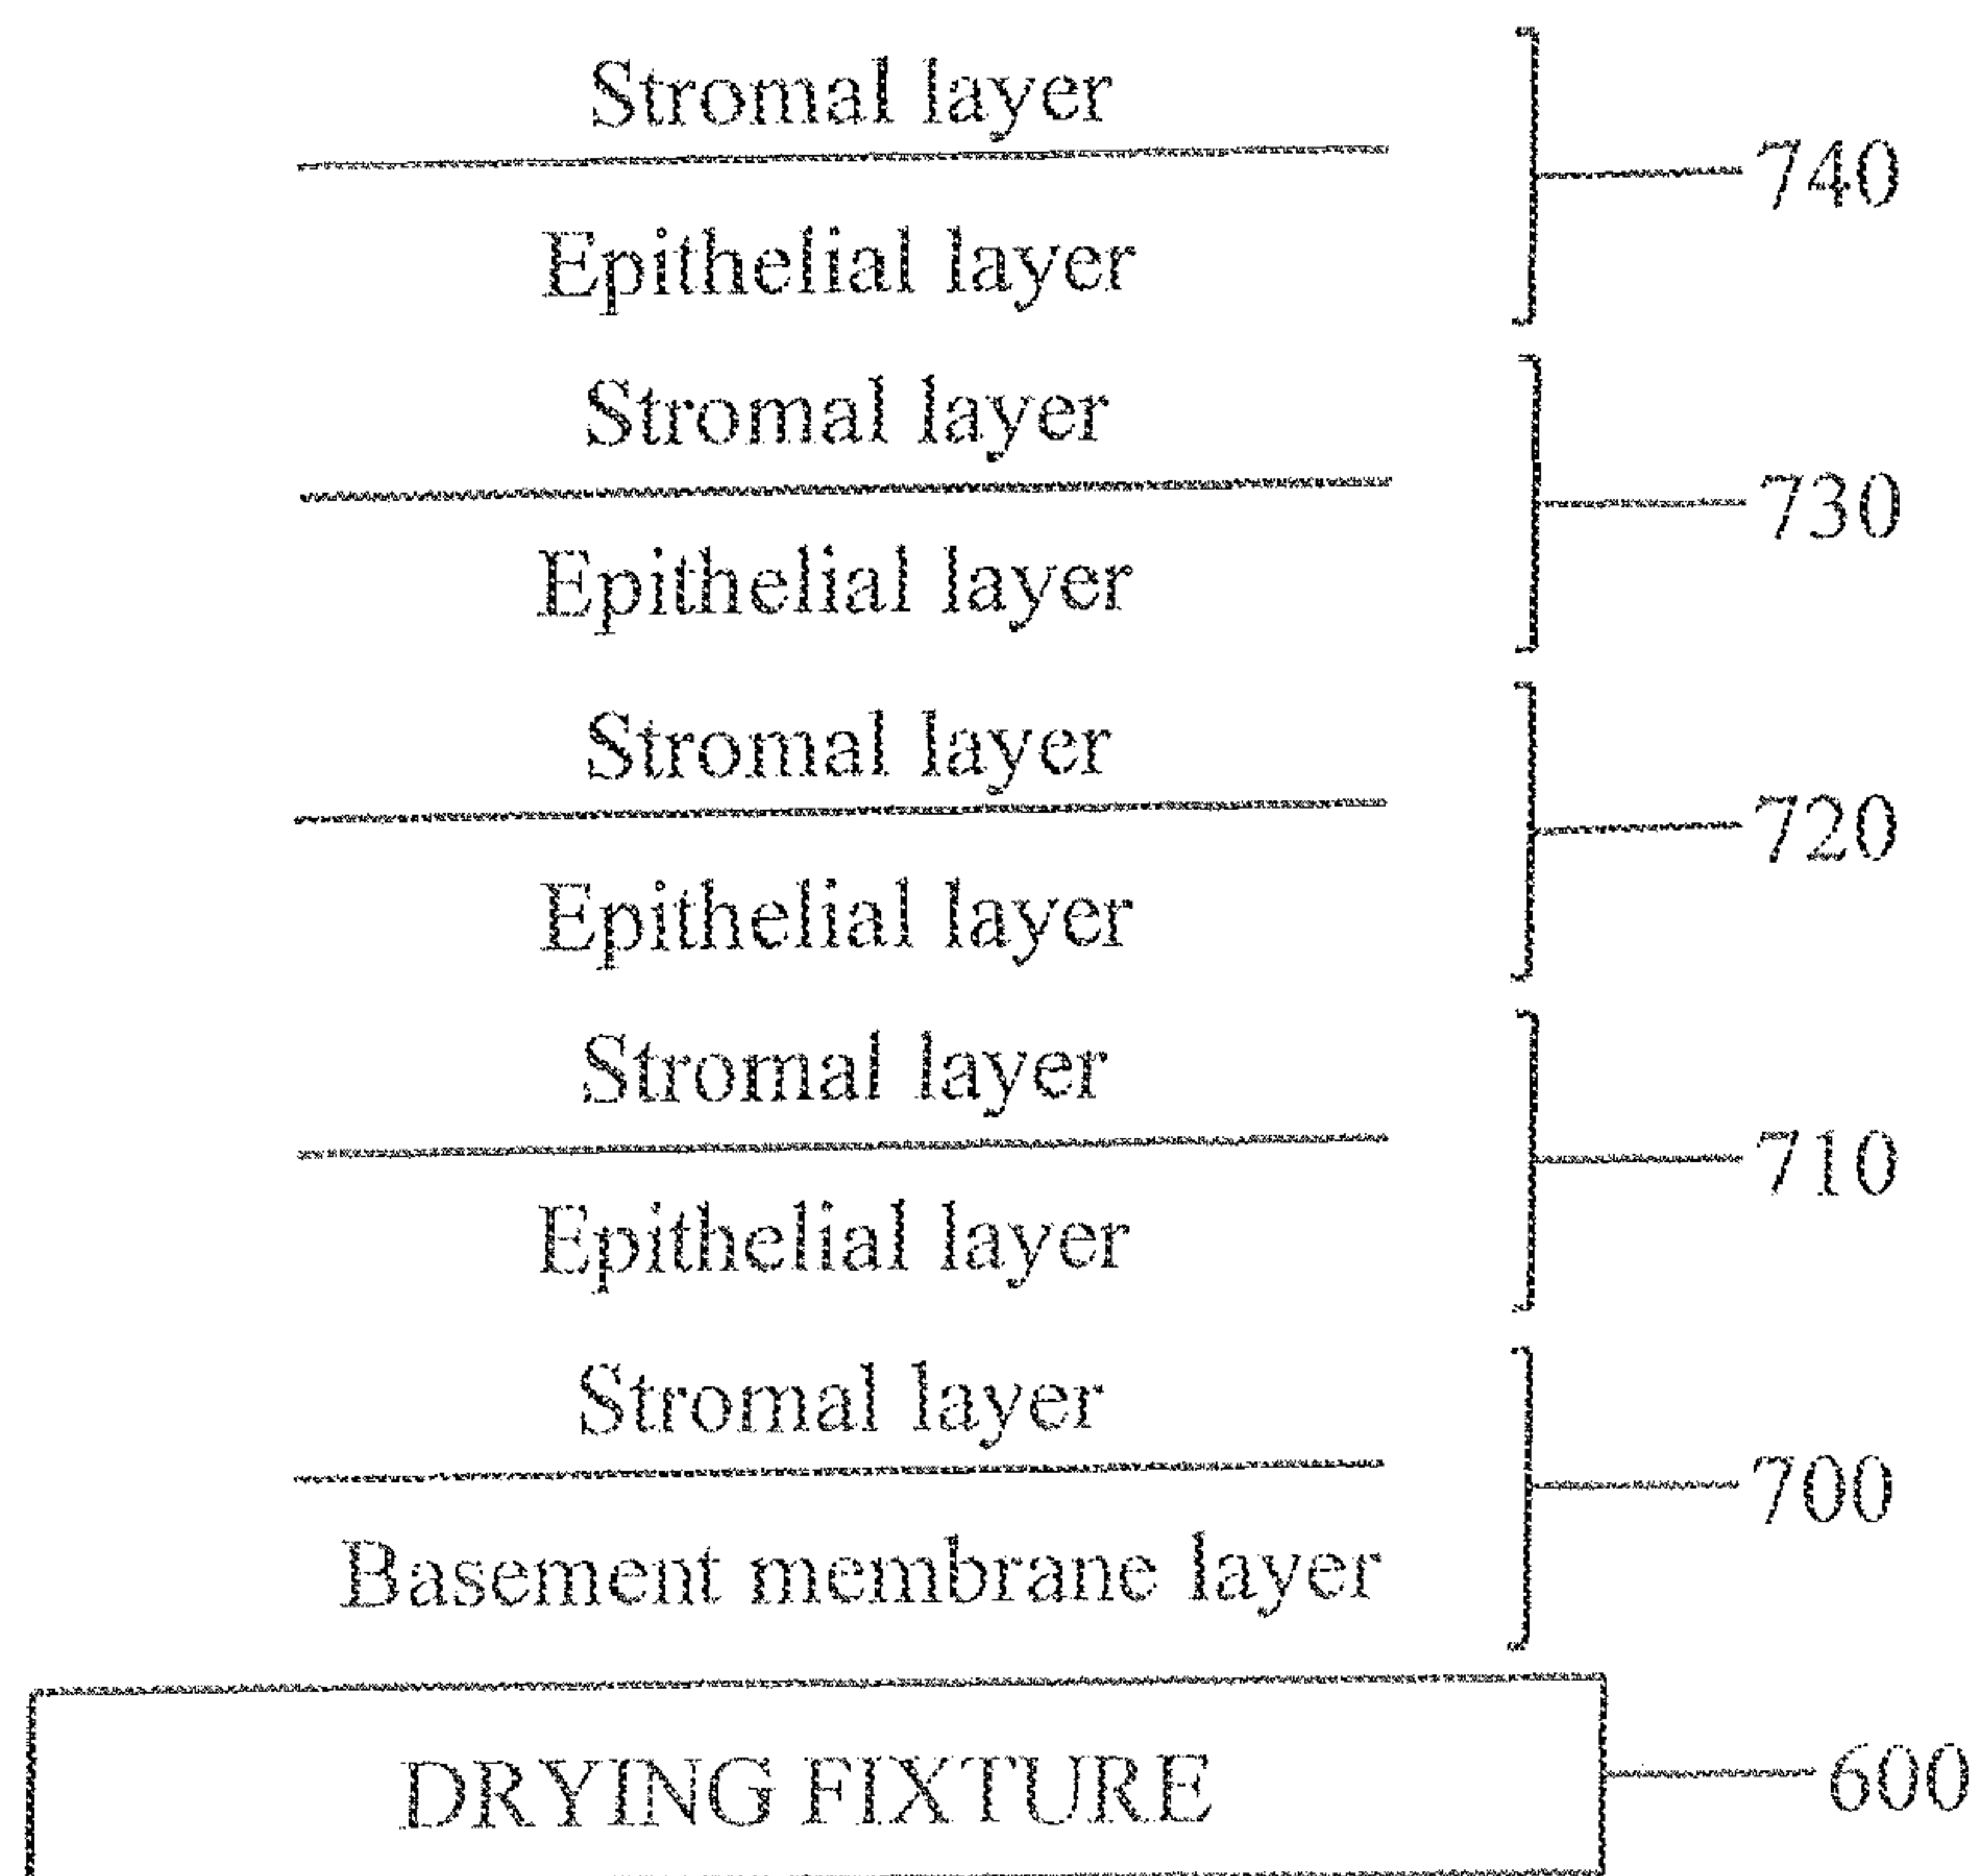 Stromal layer
740
Epithelial layer
Stromal layer
730
Epithelial layer
Stromal layer
720
Epithelial layer
Stromal layer
710
Epithelial layer
Stromal layer
700
Basement membrane layer
DRYING FIXTURE
600